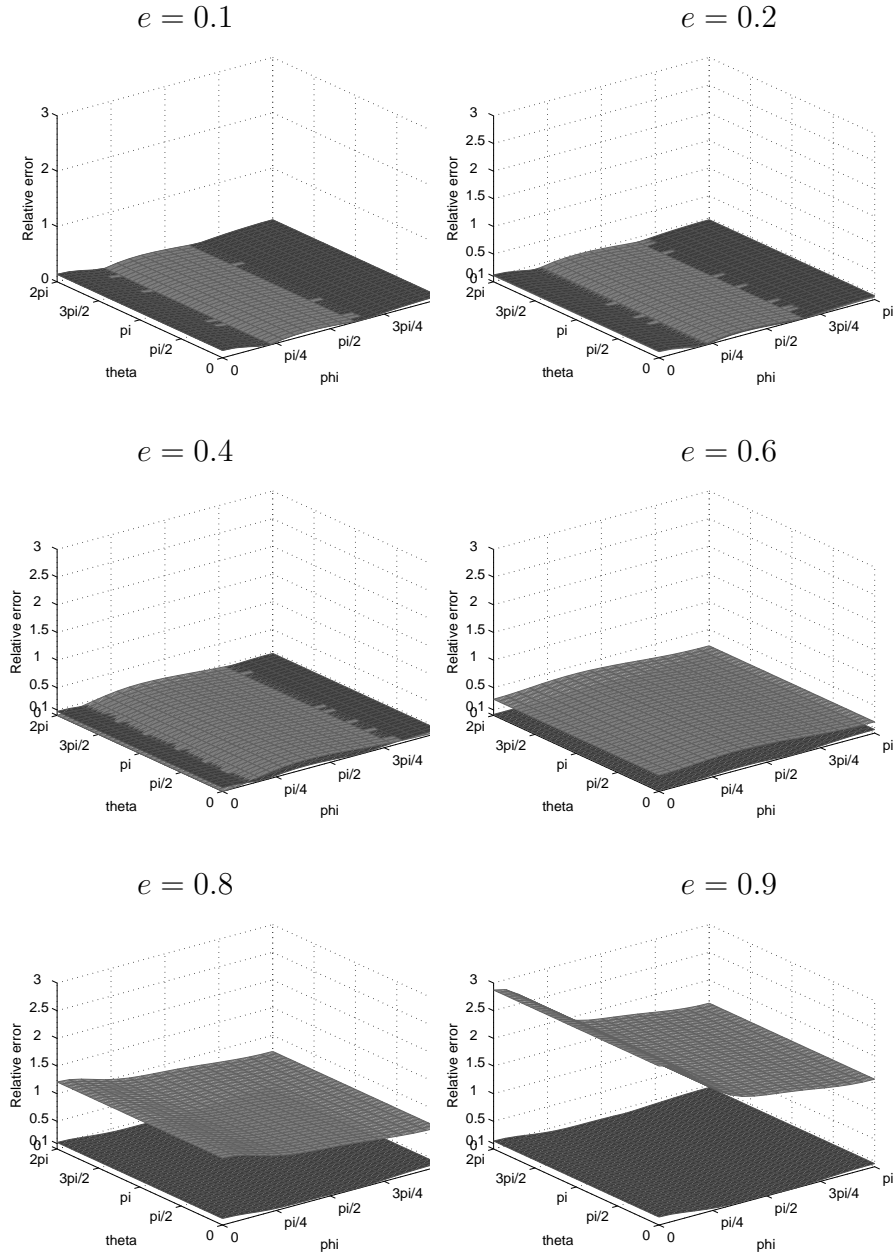 e = 0.1
e = 0.2
3
2
1
0
Relative error
2pi
3pi/2
pi
pi/2
0
theta
0
pi/4
pi/2
3pi/4
phi
3
2.5
2
1.5
1
0.5
0.1
0
Relative error
2pi
3pi/2
pi
pi/2
0
theta
0
pi/4
pi/2
3pi/4
pi
phi
e = 0.4
e = 0.6
3
2.5
2
1.5
1
0.5
0.1
0
Relative error
2pi
3pi/2
pi
pi/2
0
theta
0
pi/4
pi/2
3pi/4
phi
3
2.5
2
1.5
1
0.5
0.1
0
Relative error
2pi
3pi/2
pi
pi/2
0
theta
0
pi/4
pi/2
3pi/4
pi
phi
e = 0.8
e = 0.9
3
2.5
2
1.5
1
0.5
0.1
0
Relative error
2pi
3pi/2
pi
pi/2
0
theta
0
pi/4
pi/2
3pi/4
phi
3
2.5
2
1.5
1
0.5
0.1
0
Relative error
2pi
3pi/2
pi
pi/2
0
theta
0
pi/4
pi/2
3pi/4
pi
phi